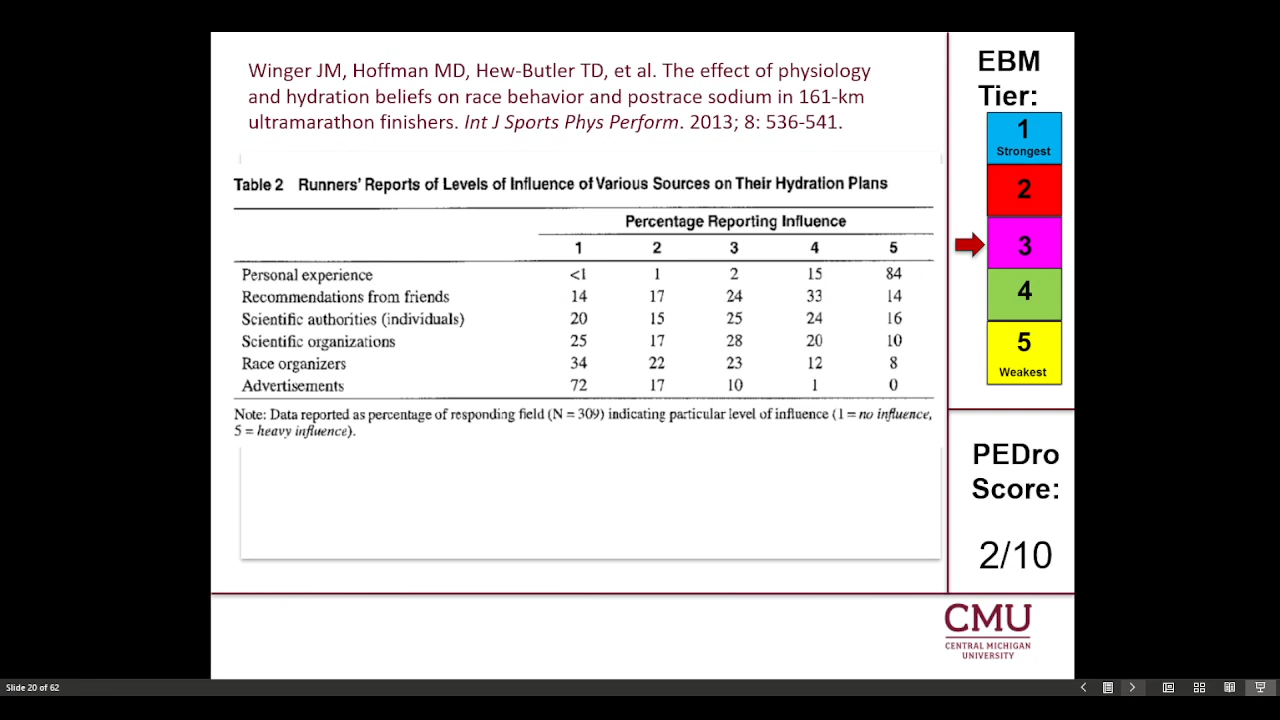 Winger JM, Hoffman MD, Hew-Butler TD, et al. The effect of physiology
and hydration beliefs on race behavior and postrace sodium in 161-km
ultramarathon finishers. Int J Sports Phys Perform. 2013; 8: 536-541.
Table 2 Runners' Reports of Levels of Influence of Various Sources on Their Hydration Plans
Percentage Reporting Influence
1 2 3 4 5
Personal experience <1 1 2 15 84
Recommendations from friends 14 17 24 33 14
Scientific authorities (individuals) 20 15 25 24 16
Scientific organizations 25 17 28 20 10
Race organizers 34 22 23 12 8
Advertisements 72 17 10 1 0
Note: Data reported as percentage of responding field (N = 309) indicating particular level of influence (1 = no influence,
5 = heavy influence).
EBM
Tier:
1
Strongest
2
3
4
5
Weakest
PEDro
Score:
2/10
CMU
CENTRAL MICHIGAN
UNIVERSITY
Slide 20 of 62